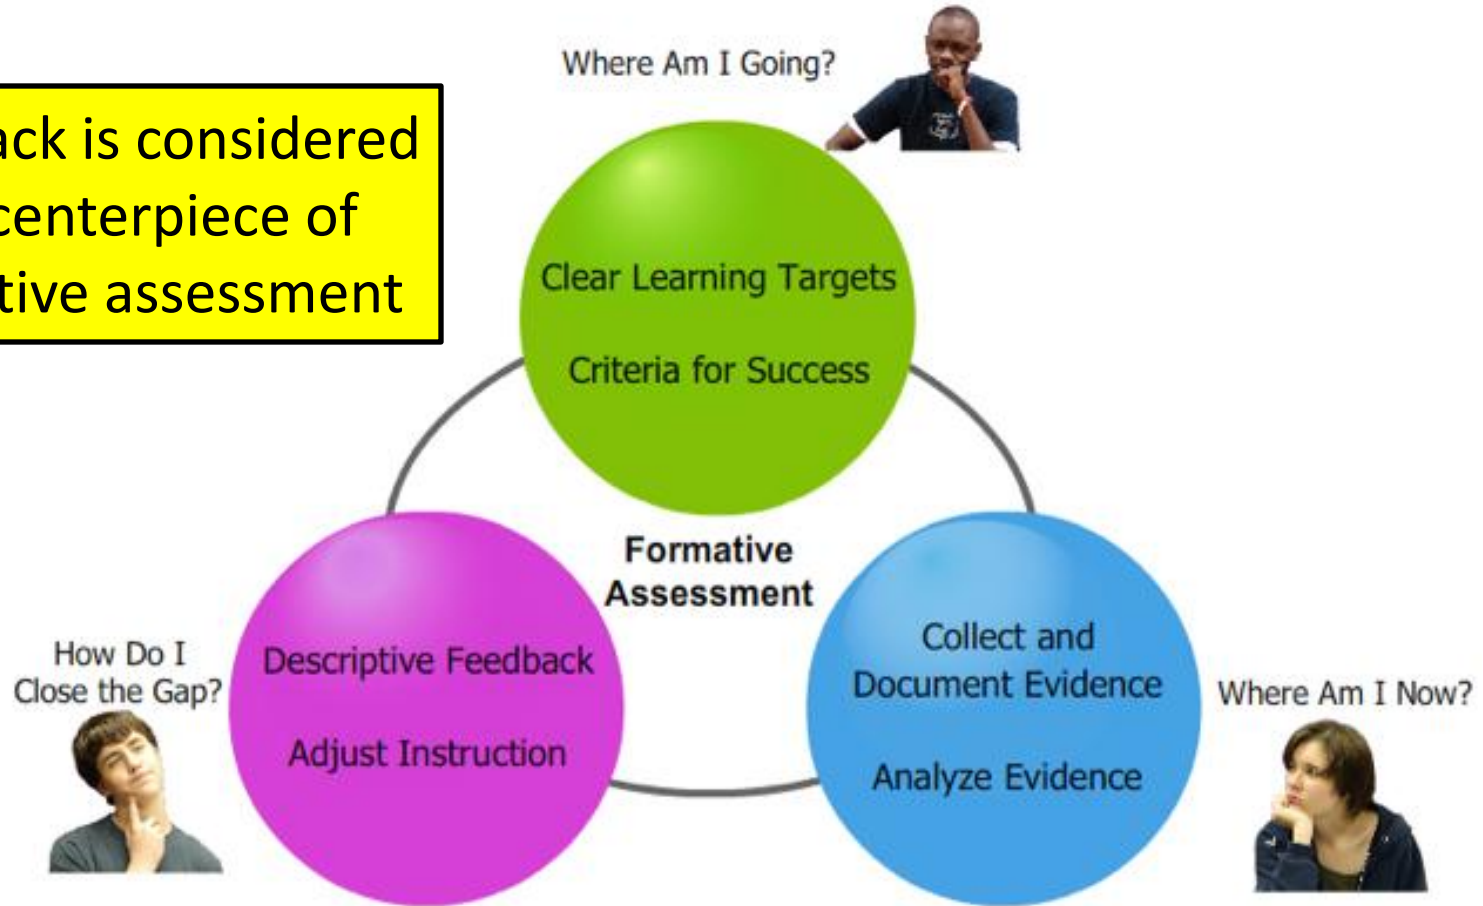 Where Am I Going?
ack is considered
centerpiece of
tive assessment
Clear Learning Targets
Criteria for Success
Formative
Assessment
How Do I
Close the Gap?
Descriptive Feedback
Adjust Instruction
Collect and
Document Evidence
Analyze Evidence
Where Am I Now?